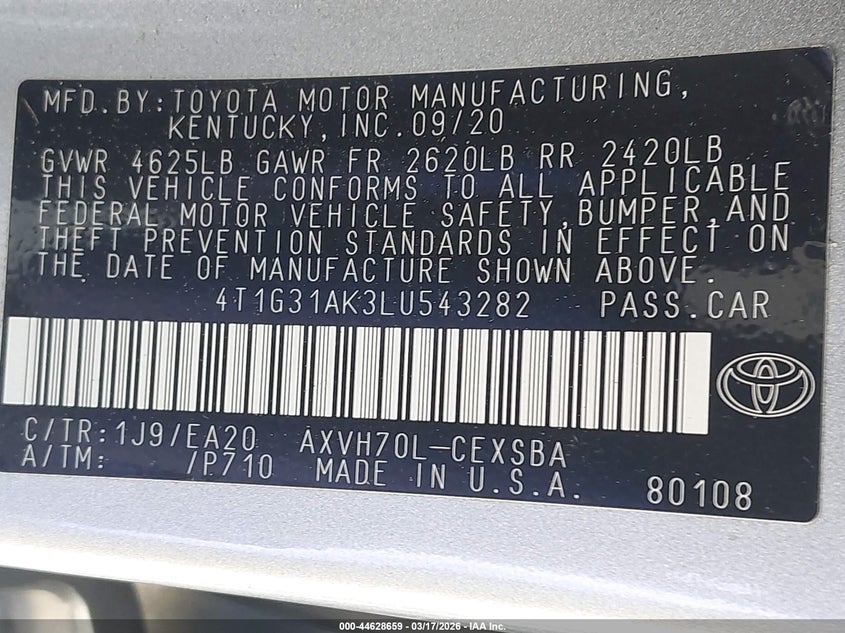 MFD.BY:TOYOTA MOTOR MANUFACTURING,
KENTUCKY,INC.09/20
GVWR 4625LB GAWR FR 2620LB RR 2420LB
THIS VEHICLE CONFORMS TO ALL APPLICABLE
FEDERAL MOTOR VEHICLE SAFETY,BUMPER,AND
THEFT PREVENTION STANDARDS IN EFFECT ON
THE DATE OF MANUFACTURE SHOWN ABOVE.
4T1G31AK3LU543282 PASS.CAR
C/TR:1J9/EA20 AXVH70L-CEXSBA
A/TM: /P710 MADE IN U.S.A. 80108
000-44628659 — 03/17/2026 — IAA Inc.